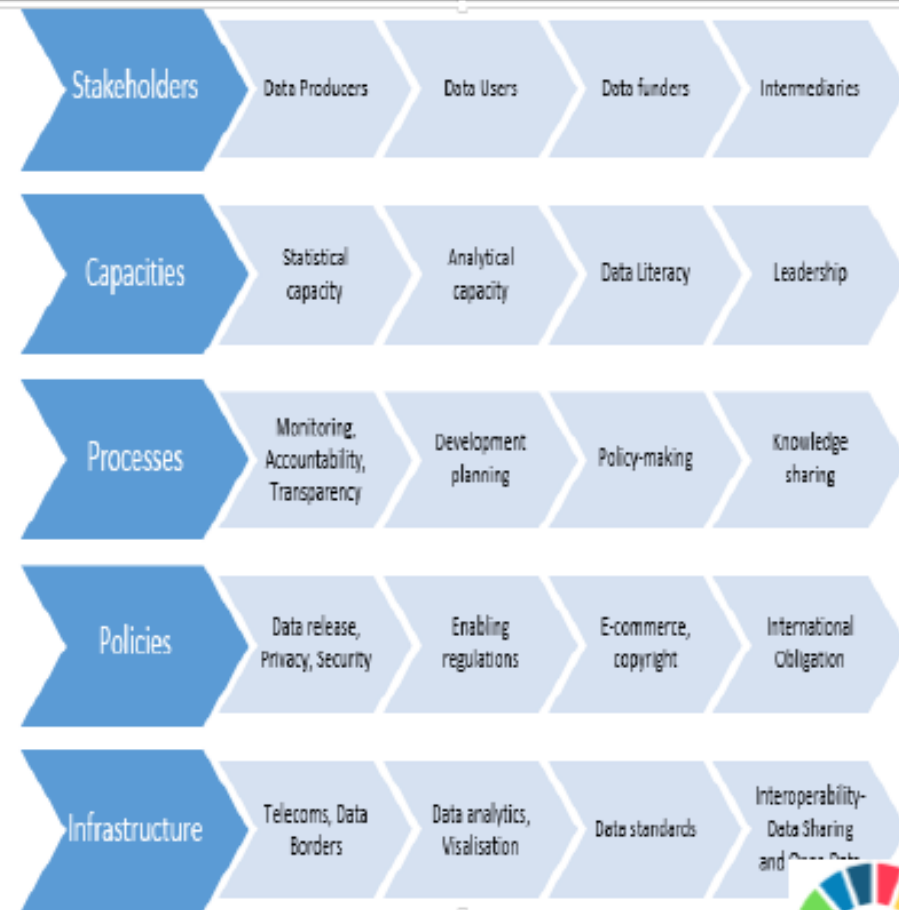 Stakeholders
Data Producers
Data Users
Data funders
Intermediaries
Capacities
Statistical
capacity
Analytical
capacity
Data Literacy
Leadership
Processes
Monitoring,
Accountability,
Transparency
Development
planning
Policy-making
Knowledge
sharing
Policies
Data release,
Privacy, Security
Enabling
regulations
E-commerce,
copyright
International
Obligation
Infrastructure
Telecoms, Data
Borders
Data analytics,
Visalisation
Data standards
Interoperability-
Data Sharing
and